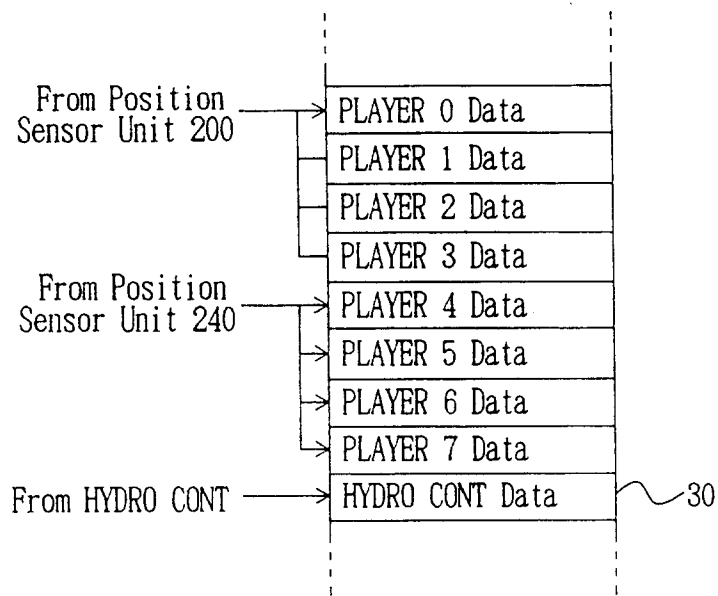 From Position
Sensor Unit 200
PLAYER 0 Data
PLAYER 1 Data
PLAYER 2 Data
PLAYER 3 Data
From Position
Sensor Unit 240
PLAYER 4 Data
PLAYER 5 Data
PLAYER 6 Data
PLAYER 7 Data
From HYDRO CONT
HYDRO CONT Data
30